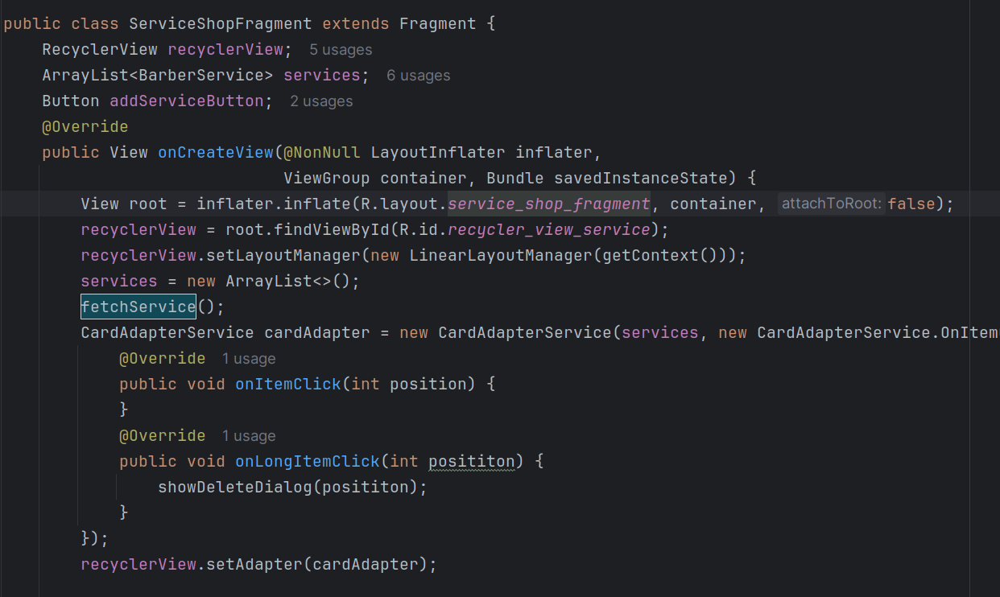 public class ServiceShopFragment extends Fragment {
RecyclerView recyclerView; 5 usages
ArrayList<BarberService> services; 6 usages
Button addServiceButton; 2 usages
@Override
public View onCreateView(@NonNull LayoutInflater inflater,
ViewGroup container, Bundle savedInstanceState) {
View root = inflater.inflate(R.layout.service_shop_fragment, container, attachToRoot: false);
recyclerView = root.findViewById(R.id.recycler_view_service);
recyclerView.setLayoutManager(new LinearLayoutManager(getContext()));
services = new ArrayList<>();
fetchService();
CardAdapterService cardAdapter = new CardAdapterService(services, new CardAdapterService.OnItem
@Override 1 usage
public void onItemClick(int position) {
}
@Override 1 usage
public void onLongItemClick(int posititon) {
showDeleteDialog(posititon);
}
});
recyclerView.setAdapter(cardAdapter);